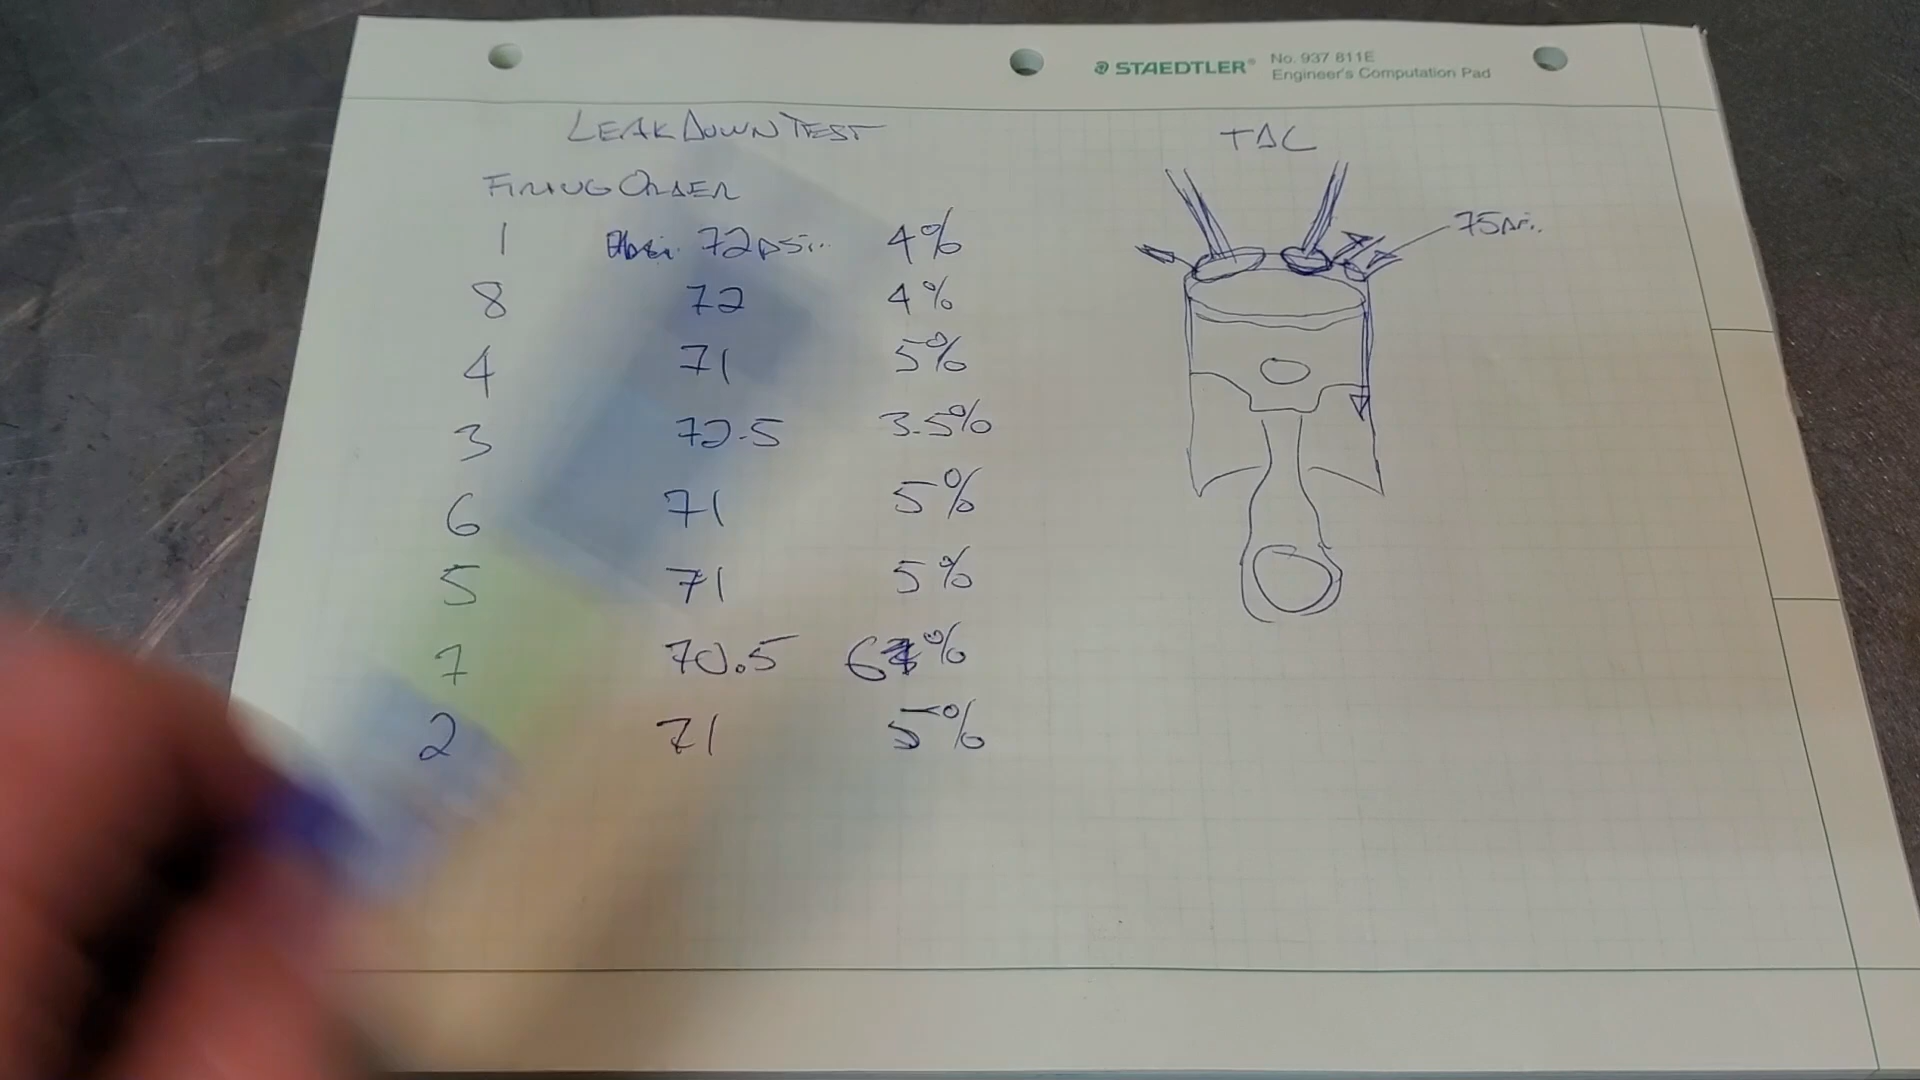 STAEDTLER® No. 937 811E
Engineer's Computation Pad
LEAKDOWN TEST
FIRING ORDER
1 72psi. 4%
8 72 4%
4 71 5%
3 72.5 3.5%
6 71 5%
5 71 5%
7 70.5 6%
2 71 5%
TDC
75psi.